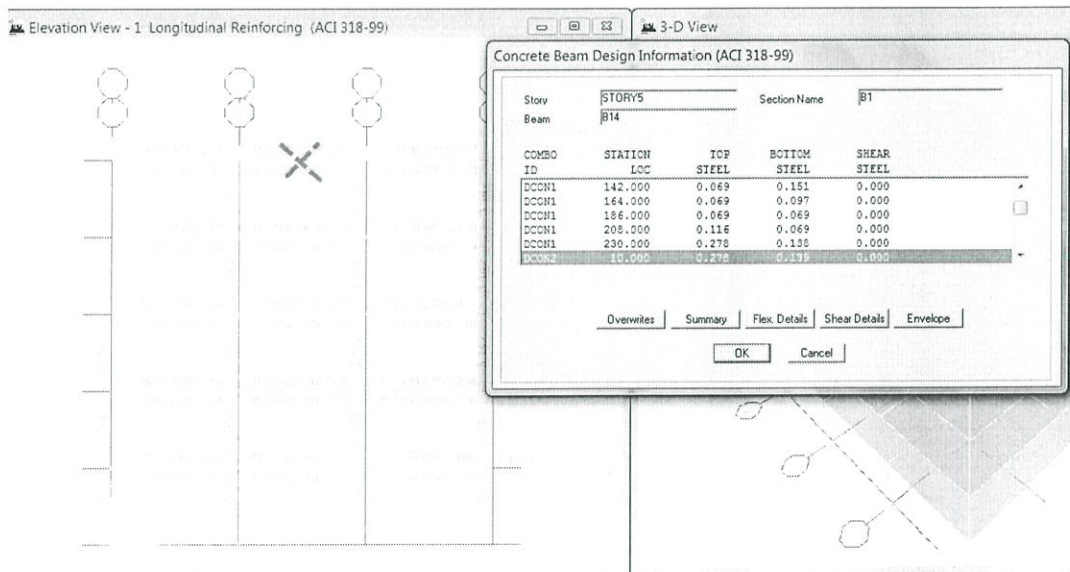 Elevation View - 1 Longitudinal Reinforcing (ACI 318-99)
3-D View
Concrete Beam Design Information (ACI 318-99)
Story STORY5 Section Name B1
Beam B14
COMBO STATION TOP BOTTOM SHEAR
ID LOC STEEL STEEL STEEL
DCON1 142.000 0.069 0.151 0.000
DCON1 164.000 0.069 0.097 0.000
DCON1 186.000 0.069 0.069 0.000
DCON1 208.000 0.116 0.069 0.000
DCON1 230.000 0.278 0.138 0.000
DCON2 10.000 0.278 0.139 0.000
Overwrites Summary Flex. Details Shear Details Envelope
OK Cancel